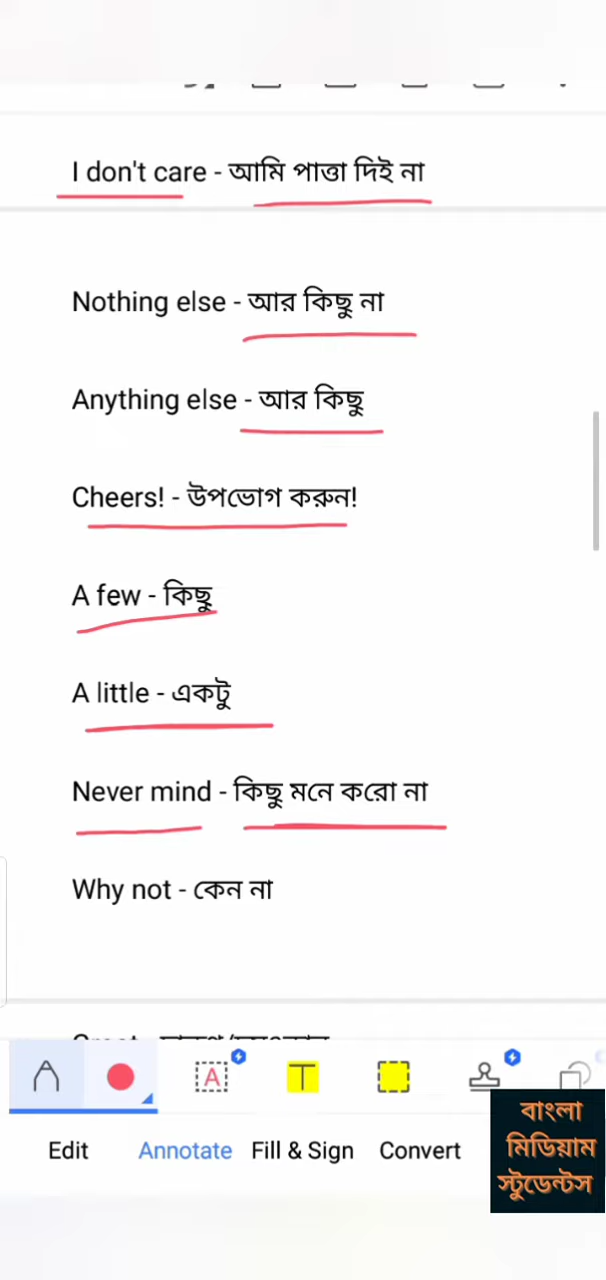 I don't care - আমি পাত্তা দিই না
Nothing else - আর কিছু না
Anything else - আর কিছু
Cheers! - উপভোগ করুন!
A few - কিছু
A little - একটু
Never mind - কিছু মনে করো না
Why not - কেন না
A
T
Edit
Annotate
Fill & Sign
Convert
বাংলা
মিডিয়াম
স্টুডেন্টস